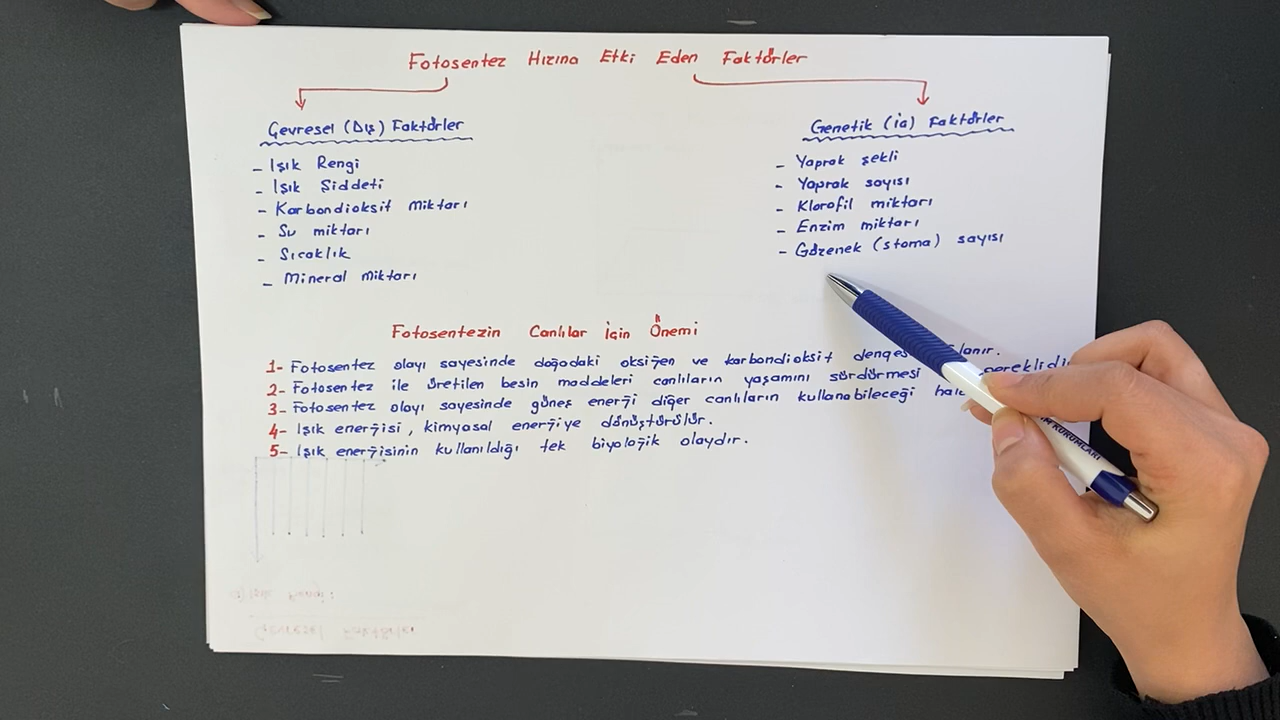 Fotosentez Hızına Etki Eden Faktörler
Çevresel (Dış) Faktörler
- Işık Rengi
- Işık Şiddeti
- Karbondioksit miktarı
- Su miktarı
- Sıcaklık
- Mineral miktarı
Genetik (İç) Faktörler
- Yaprak şekli
- Yaprak sayısı
- Klorofil miktarı
- Enzim miktarı
- Gözenek (stoma) sayısı
Fotosentezin Canlılar İçin Önemi
1- Fotosentez olayı sayesinde doğadaki oksijen ve karbondioksit
2- Fotosentez ile üretilen besin maddeleri canlıların yaşamını sürdürmesi
3- Fotosentez olayı sayesinde güneş enerji diğer canlıların kullanabileceği
4- Işık enerjisi, kimyasal enerjiye dönüştürülür.
5- Işık enerjisinin kullanıldığı tek biyolojik olaydır.
KURUMLARI